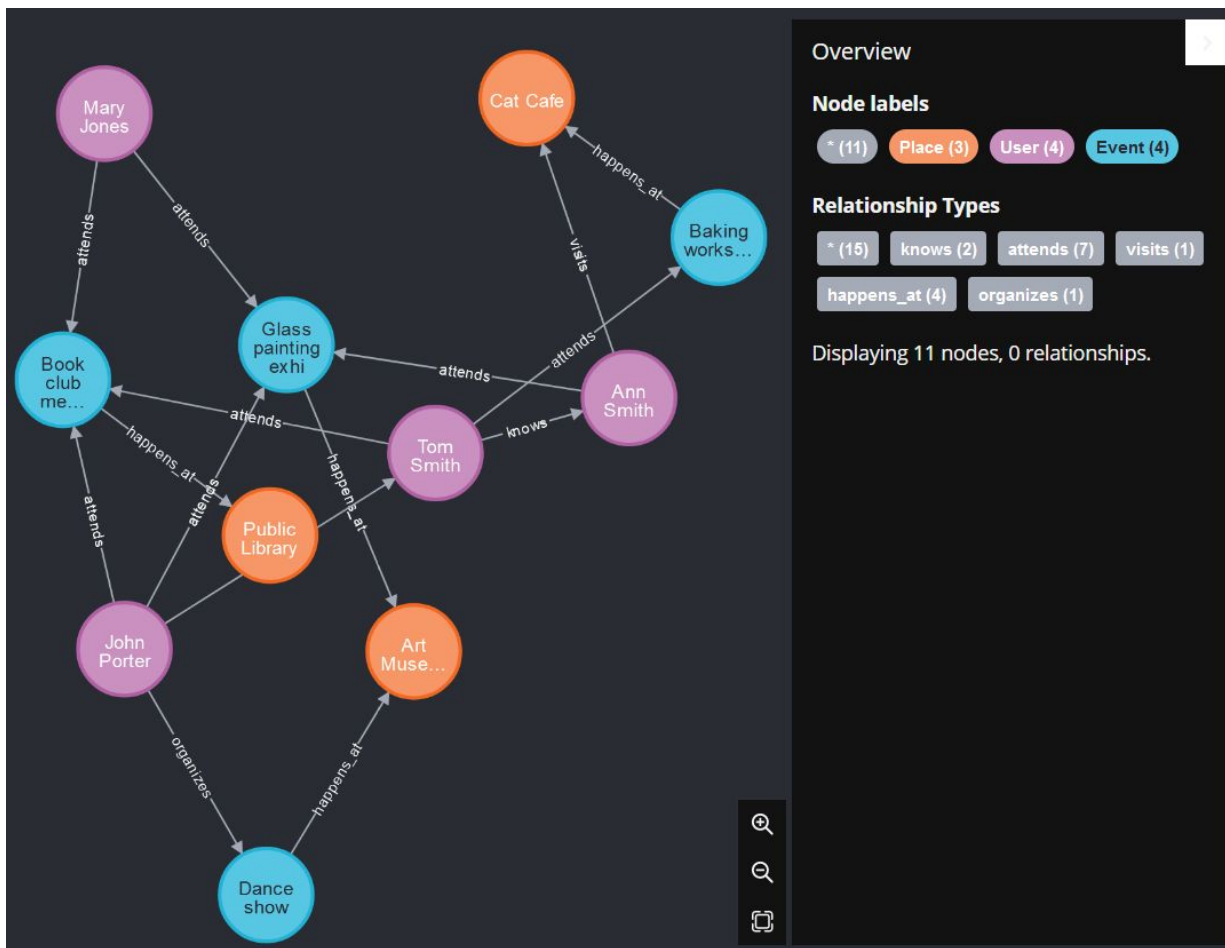 Mary
Jones
Cat Cafe
happens_at
Baking
works...
attends
attends
visits
Glass
painting
exhi
Book
club
me...
attends
attends
Ann
Smith
attends
knows
Tom
Smith
happens_at
happens_at
attends
attends
Public
Library
John
Porter
Art
Muse...
organizes
happens_at
Dance
show
Overview
Node labels
* (11) Place (3) User (4) Event (4)
Relationship Types
* (15) knows (2) attends (7) visits (1)
happens_at (4) organizes (1)
Displaying 11 nodes, 0 relationships.